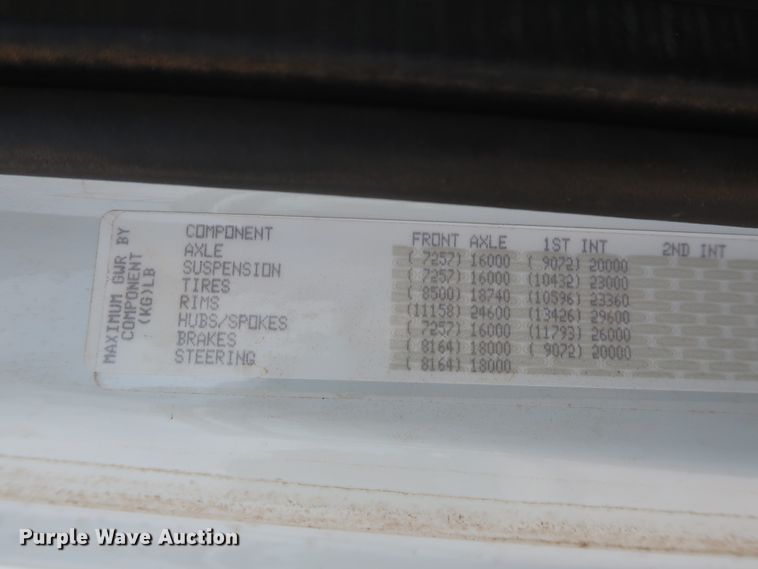 MAXIMUM GWR BY
COMPONENT
(KG)LB
COMPONENT FRONT AXLE 1ST INT 2ND INT
AXLE ( 7257) 16000 ( 9072) 20000
SUSPENSION ( 7257) 16000 (10432) 23000
TIRES ( 8500) 18740 (10596) 23360
RIMS (11158) 24600 (13426) 29600
HUBS/SPOKES ( 7257) 16000 (11793) 26000
BRAKES ( 8164) 18000 ( 9072) 20000
STEERING ( 8164) 18000
Purple Wave Auction